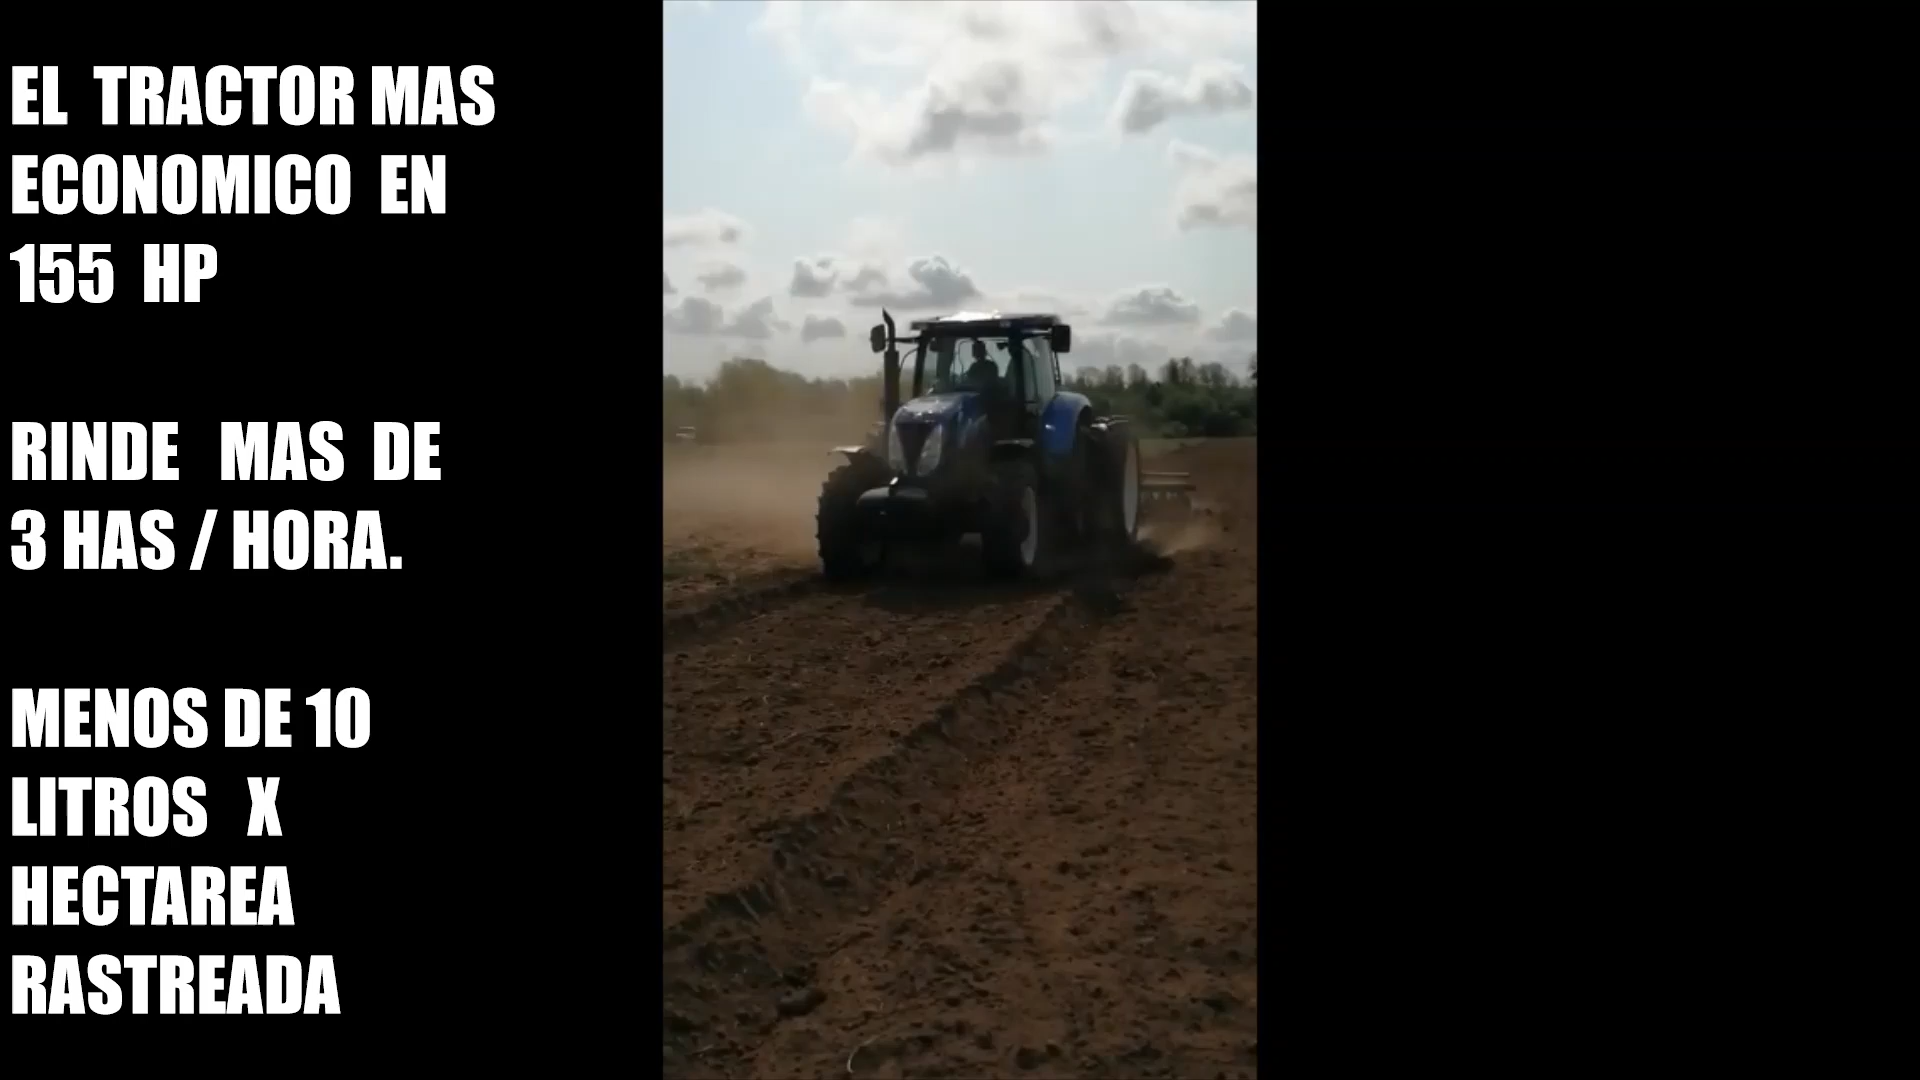 EL TRACTOR MAS
ECONOMICO EN
155 HP
RINDE MAS DE
3 HAS / HORA.
MENOS DE 10
LITROS X
HECTAREA
RASTREADA